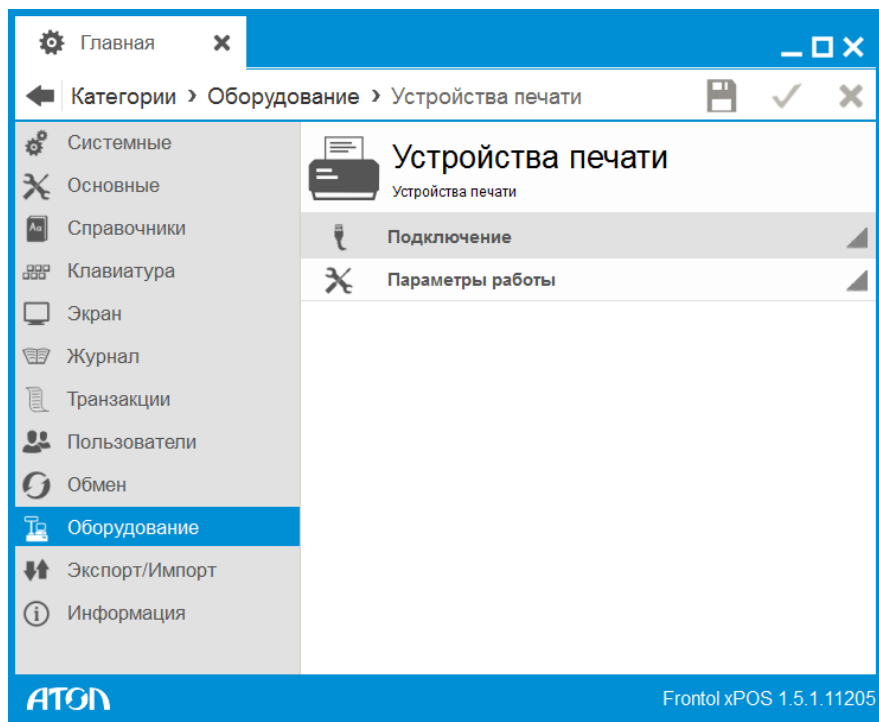 Главная
Категории › Оборудование › Устройства печати
Системные
Основные
Справочники
Клавиатура
Экран
Журнал
Транзакции
Пользователи
Обмен
Оборудование
Экспорт/Импорт
Информация
Устройства печати
Устройства печати
Подключение
Параметры работы
АТОЛ
Frontol xPOS 1.5.1.11205